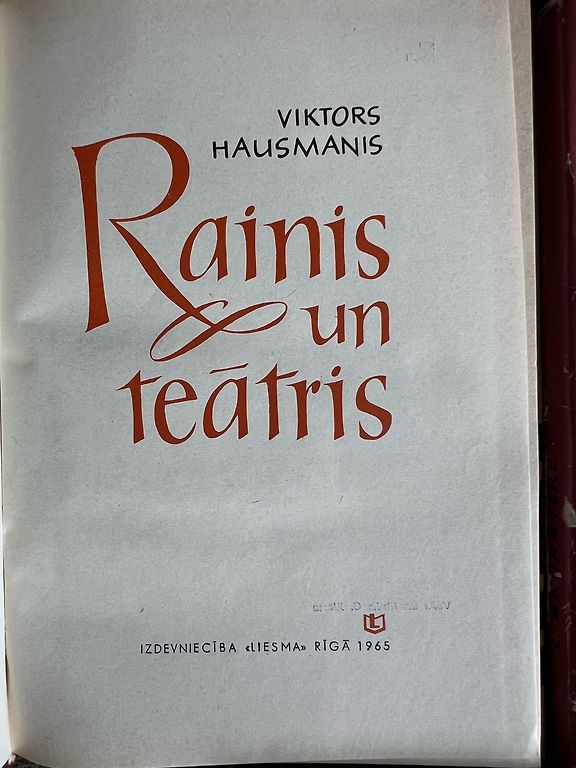 VIKTORS
HAUSMANIS
Rainis
un
teātris
IZDEVNIECĪBA «LIESMA» RĪGĀ 1965